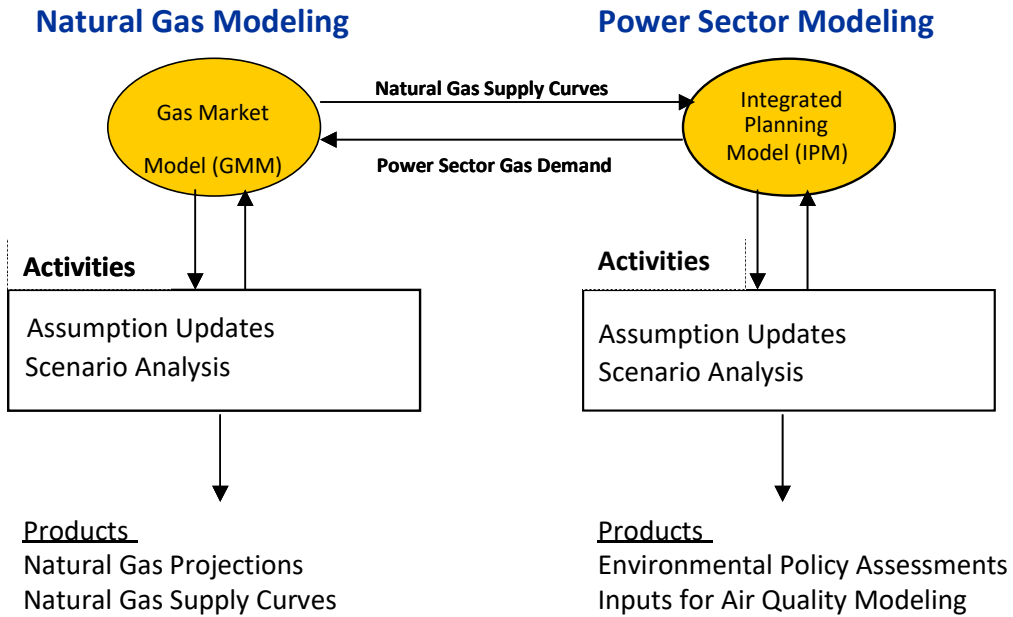 Natural Gas Modeling
Power Sector Modeling
Gas Market
Model (GMM)
Natural Gas Supply Curves
Power Sector Gas Demand
Integrated
Planning
Model (IPM)
Activities
Assumption Updates
Scenario Analysis
Activities
Assumption Updates
Scenario Analysis
Products
Natural Gas Projections
Natural Gas Supply Curves
Products
Environmental Policy Assessments
Inputs for Air Quality Modeling